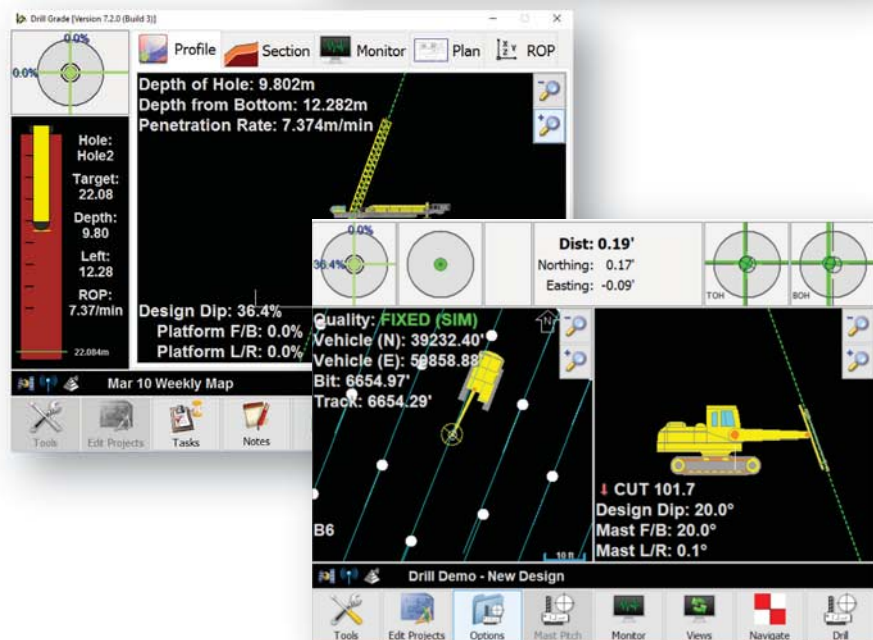 Drill Grade [Version 7.2.0 (Build 3)]
0.0%
0.0%
Profile
Section
Monitor
Plan
ROP
Depth of Hole: 9.802m
Depth from Bottom: 12.282m
Penetration Rate: 7.374m/min
Hole:
Hole2
Target:
22.08
Depth:
9.80
Left:
12.28
ROP:
7.37/min
22.084m
Design Dip: 36.4%
Platform F/B: 0.0%
Platform L/R: 0.0%
Mar 10 Weekly Map
Tools
Edit Projects
Tasks
Notes
0.0%
36.4%
Dist: 0.19'
Northing: 0.17'
Easting: -0.09'
TOH
BOH
Quality: FIXED (SIM)
Vehicle (N): 39232.40'
Vehicle (E): 59858.88'
Bit: 6654.97'
Track: 6654.29'
N
B6
10 ft
CUT 101.7
Design Dip: 20.0°
Mast F/B: 20.0°
Mast L/R: 0.1°
Drill Demo - New Design
Tools
Edit Projects
Options
Mast Pitch
Monitor
Views
Navigate
Drill